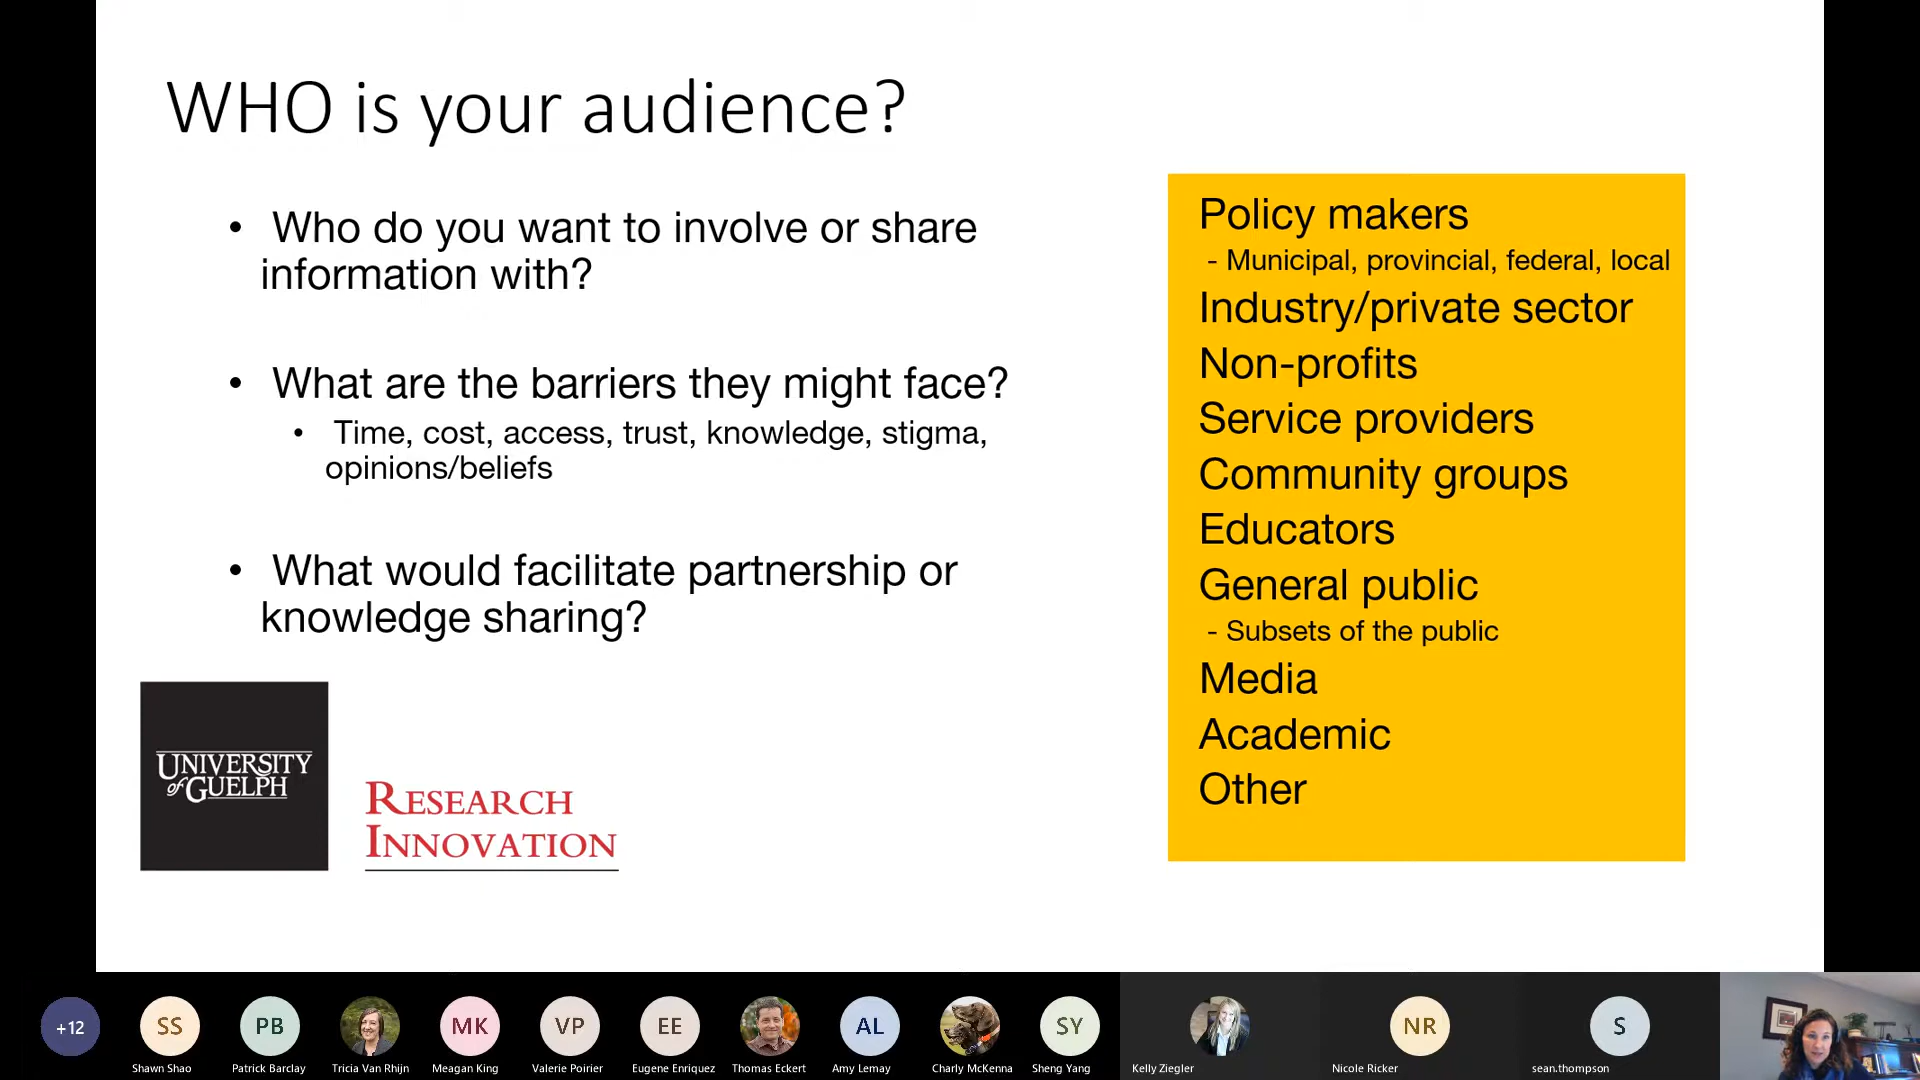 WHO is your audience?
• Who do you want to involve or share
information with?
• What are the barriers they might face?
• Time, cost, access, trust, knowledge, stigma,
opinions/beliefs
• What would facilitate partnership or
knowledge sharing?
Policy makers
- Municipal, provincial, federal, local
Industry/private sector
Non-profits
Service providers
Community groups
Educators
General public
- Subsets of the public
Media
Academic
Other
UNIVERSITY
of GUELPH
RESEARCH
INNOVATION
+12
SS
PB
MK
VP
EE
AL
SY
NR
S
Shawn Shao
Patrick Barclay
Tricia Van Rhijn
Meagan King
Valerie Poirier
Eugene Enriquez
Thomas Eckert
Amy Lemay
Charly McKenna
Sheng Yang
Kelly Ziegler
Nicole Ricker
sean.thompson